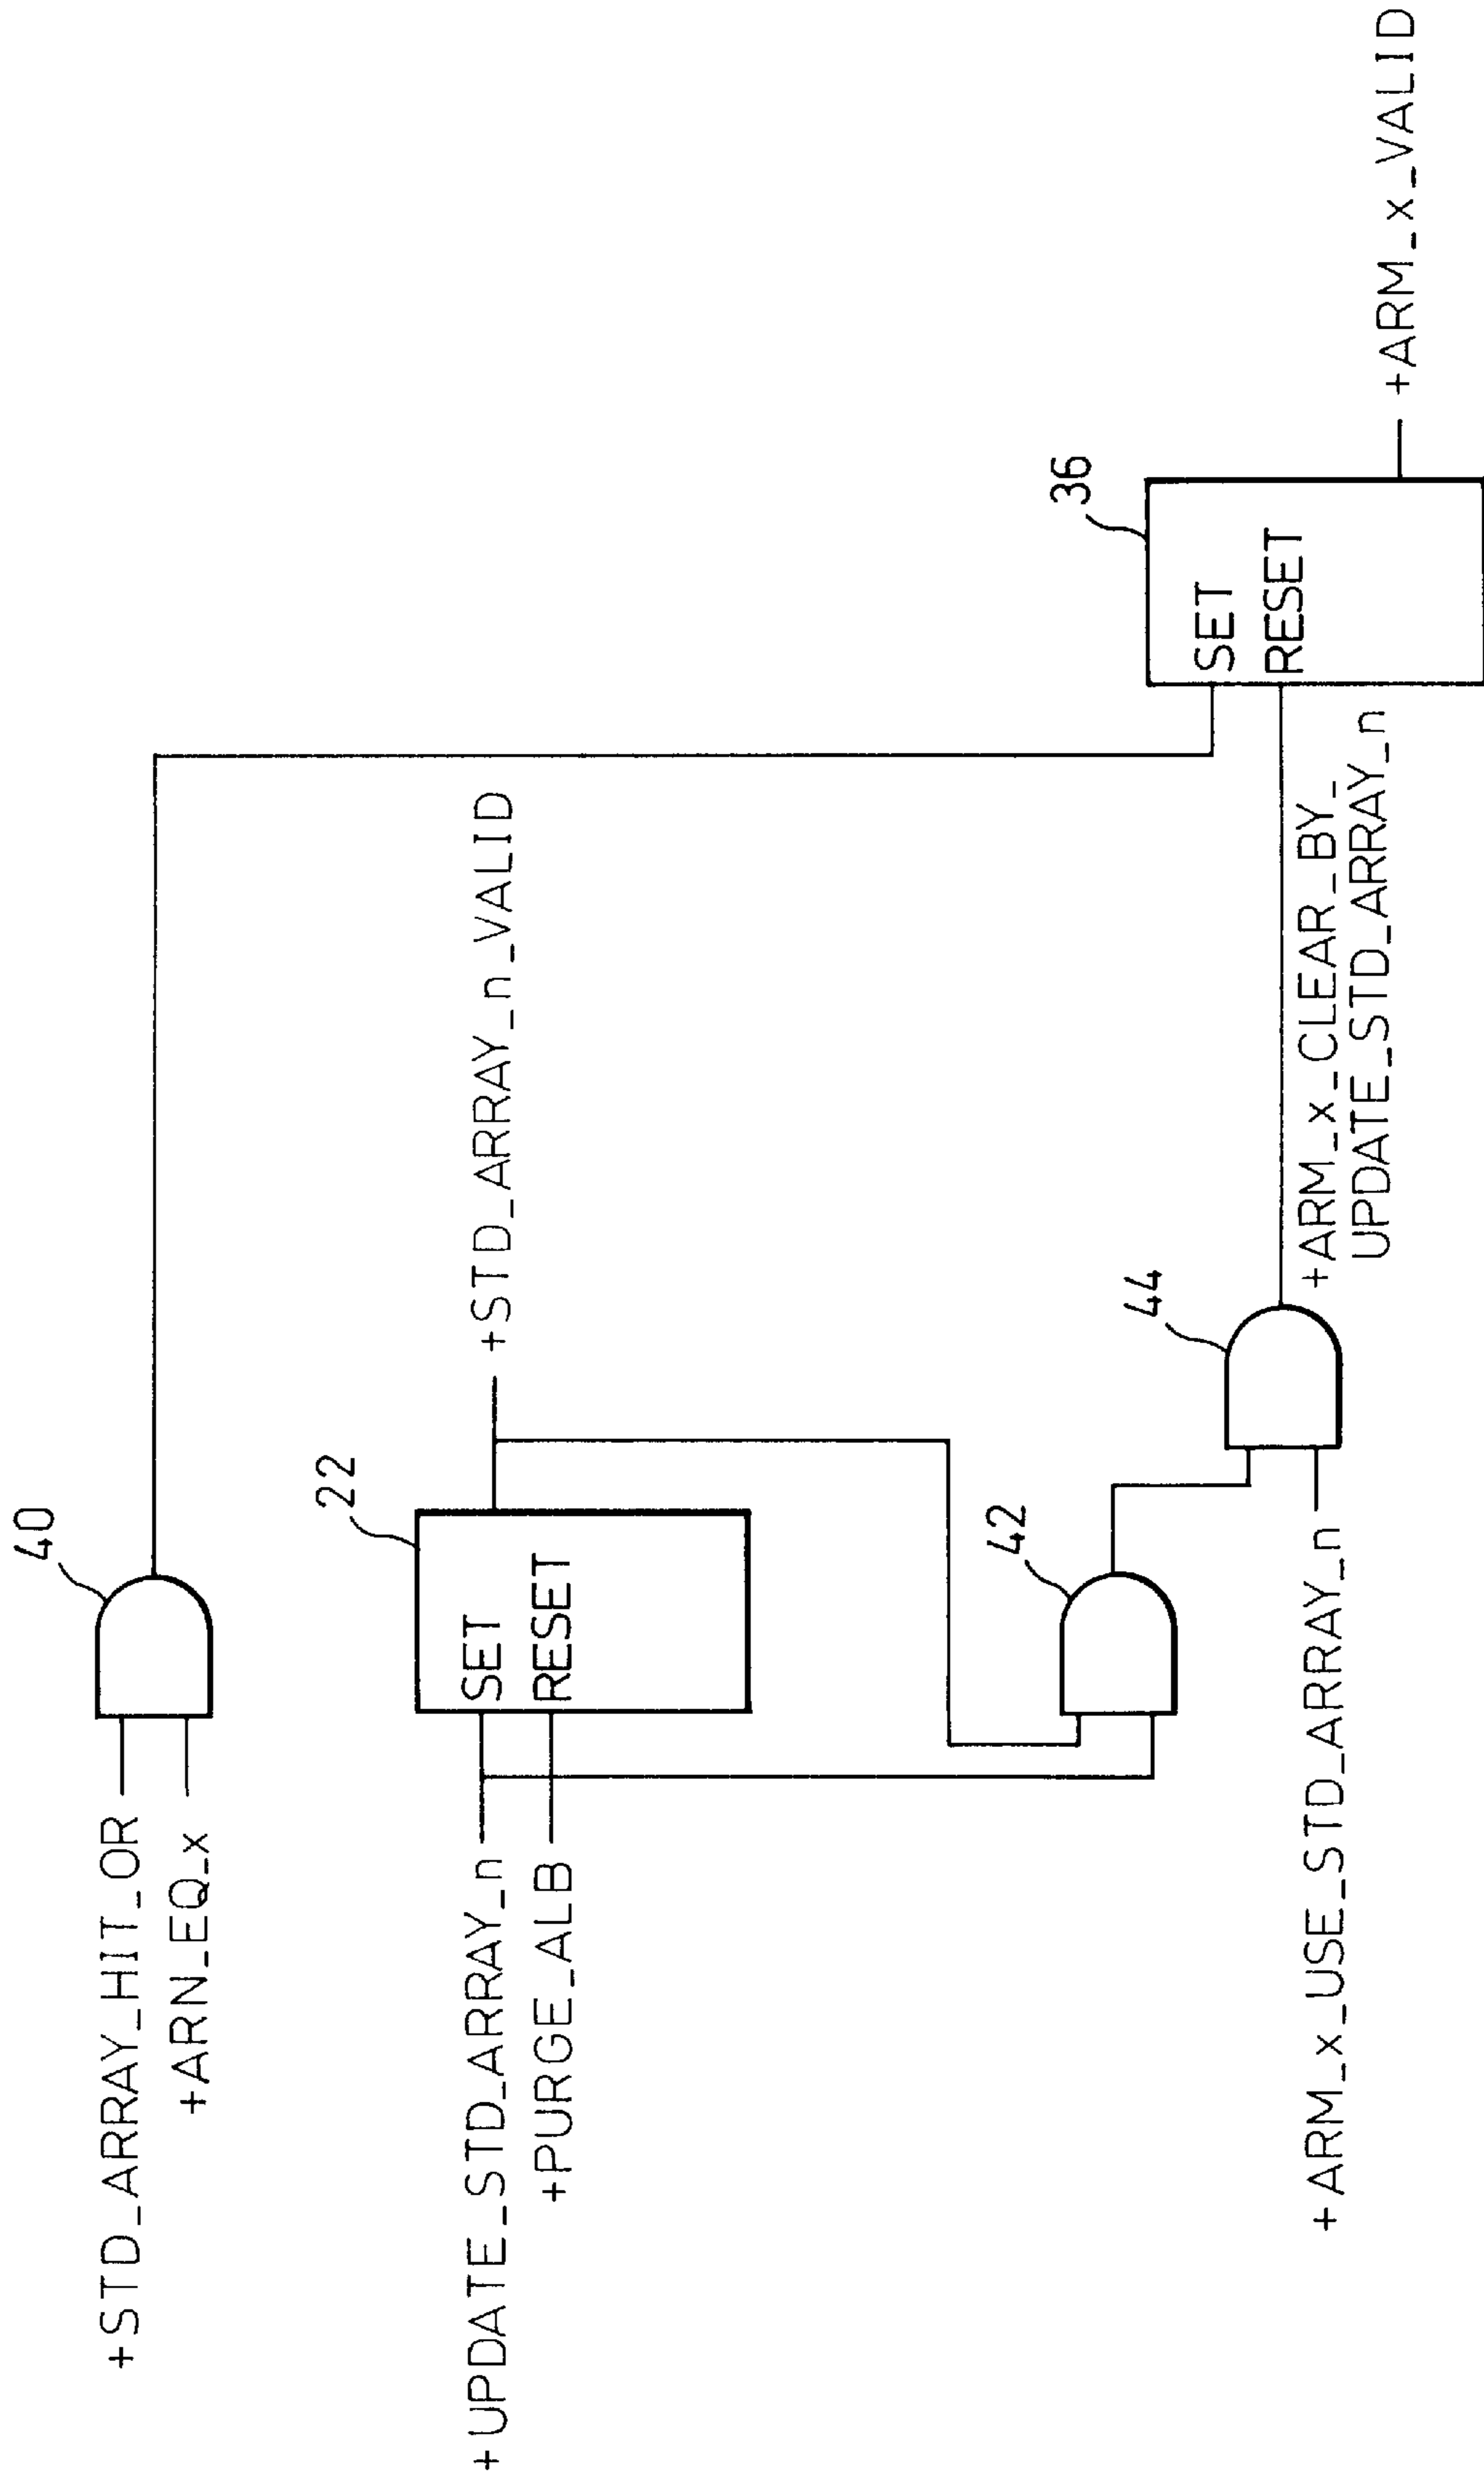 40
+STD_ARRAY_HIT_OR
+ARN_EQ_x
22
+UPDATE_STD_ARRAY_n
SET
+STD_ARRAY_n_VALID
+PURGE_ALB
RESET
42
44
36
SET
RESET
+ARM_x_USE_STD_ARRAY_n
+ARM_x_CLEAR_BY_
UPDATE_STD_ARRAY_n
+ARM_x_VALID